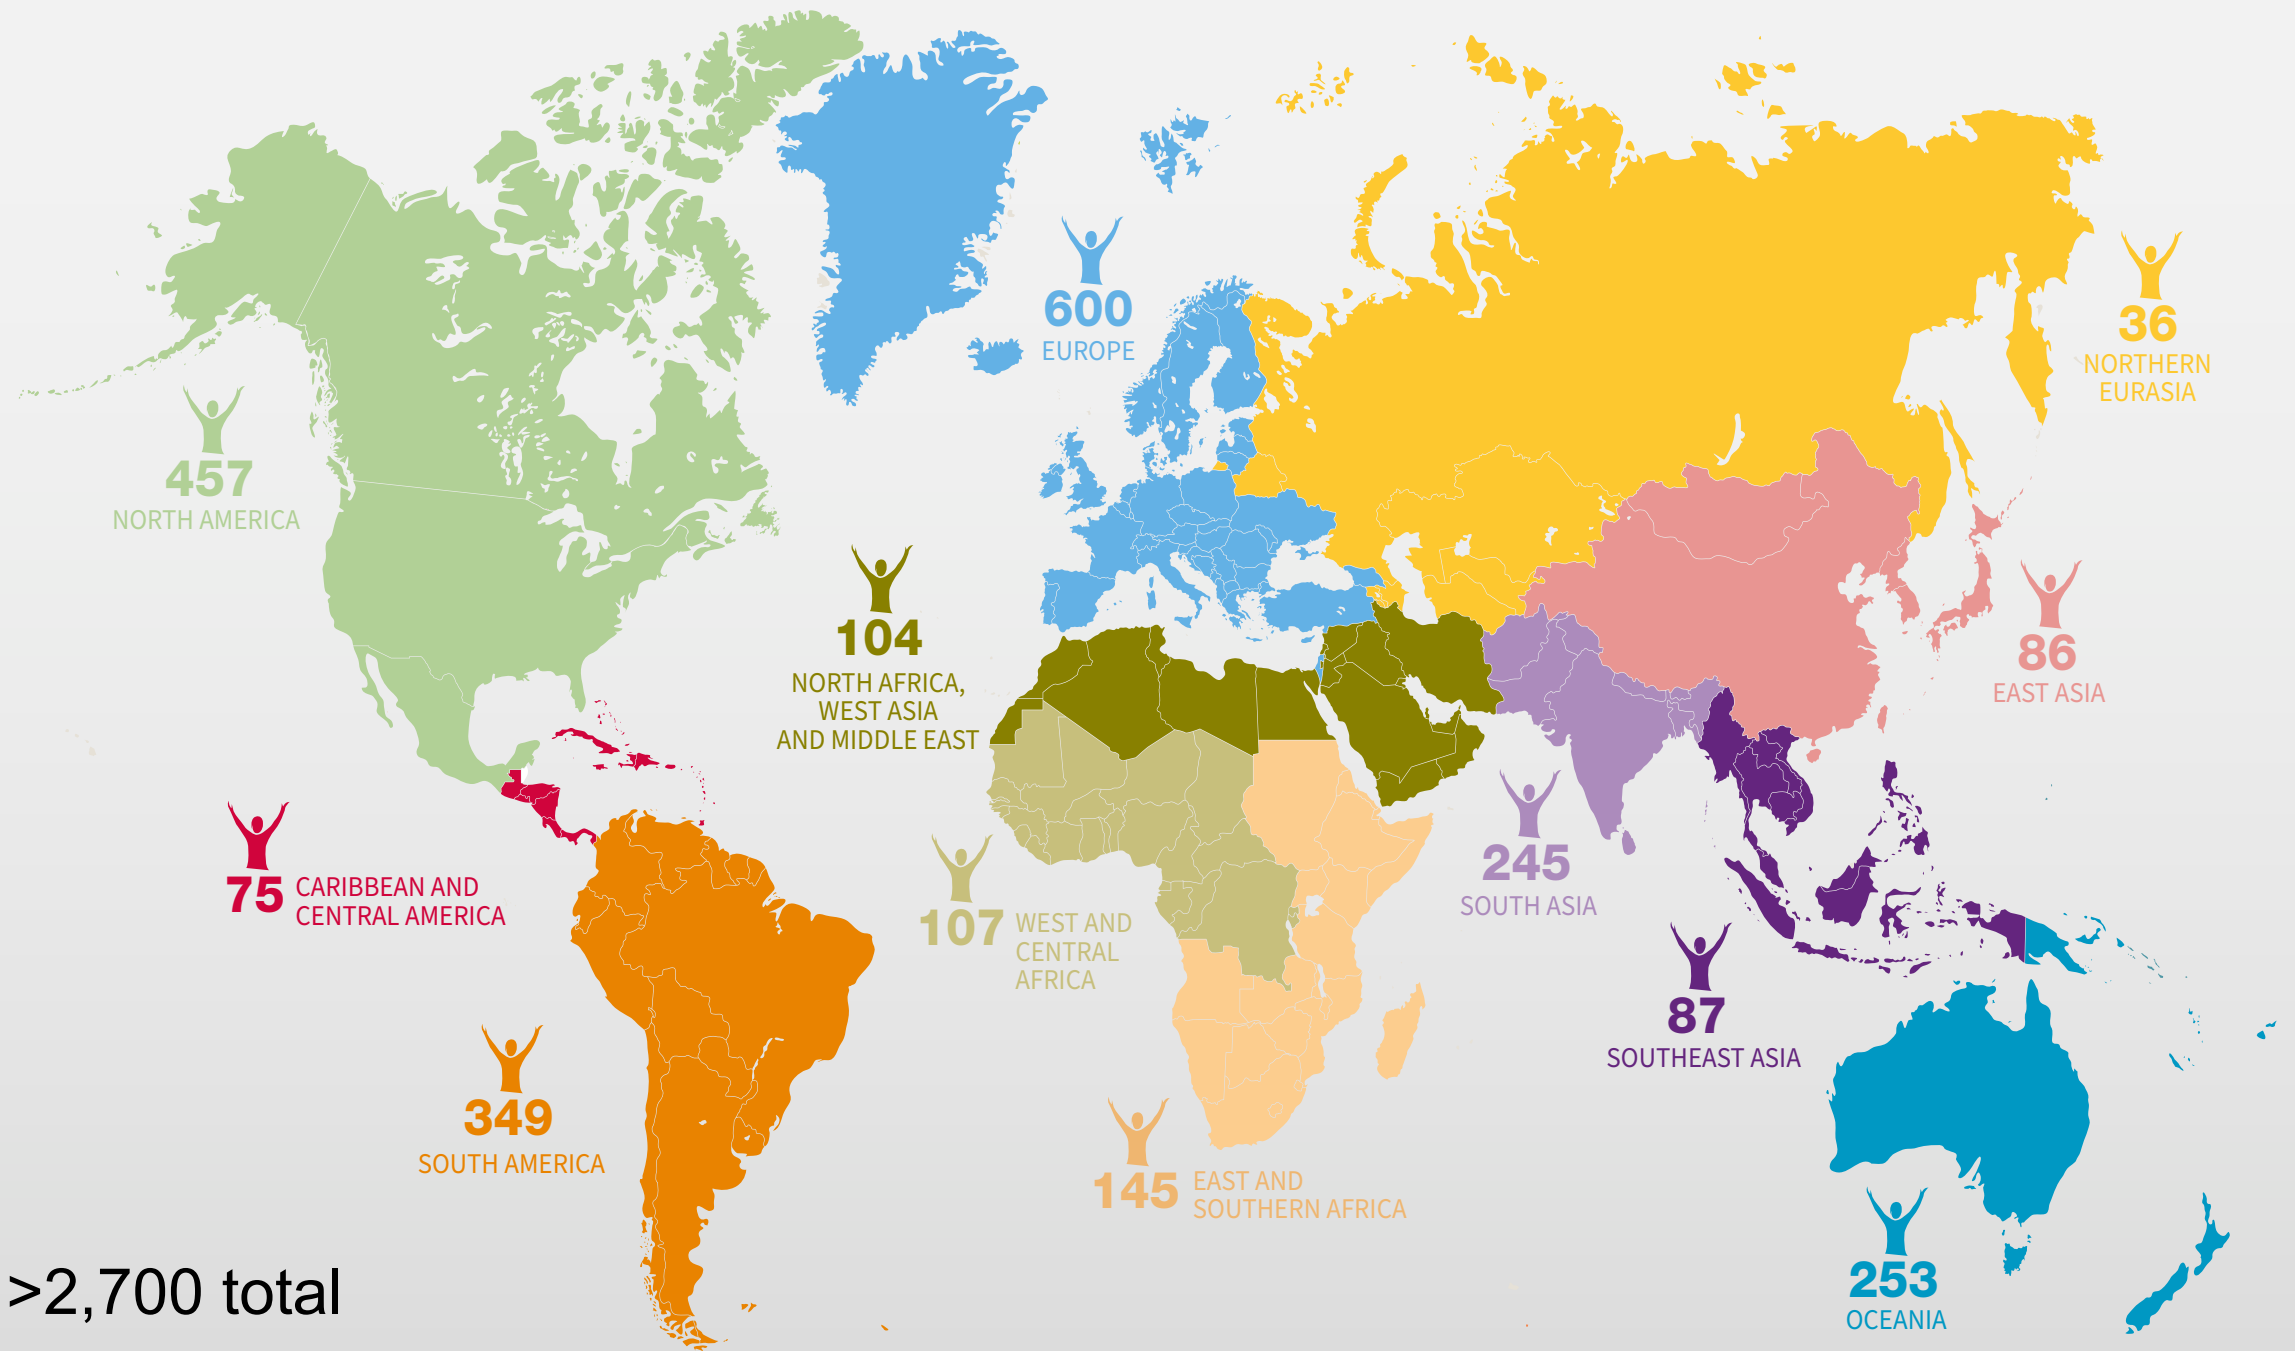 600
EUROPE
36
NORTHERN
EURASIA
457
NORTH AMERICA
104
NORTH AFRICA,
WEST ASIA
AND MIDDLE EAST
86
EAST ASIA
75
CARIBBEAN AND
CENTRAL AMERICA
107
WEST AND
CENTRAL
AFRICA
245
SOUTH ASIA
87
SOUTHEAST ASIA
349
SOUTH AMERICA
145
EAST AND
SOUTHERN AFRICA
253
OCEANIA
>2,700 total